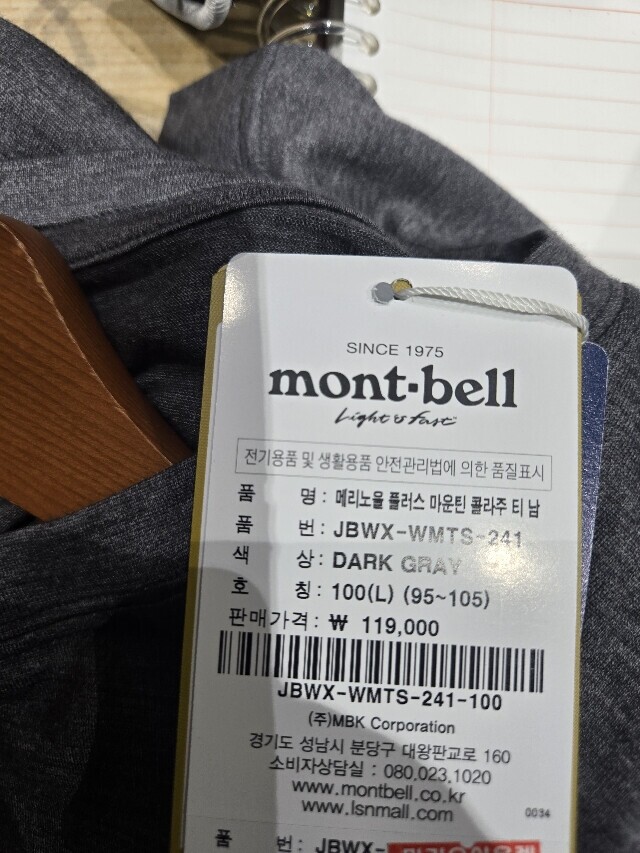 SINCE 1975
mont-bell
Light & Fast
전기용품 및 생활용품 안전관리법에 의한 품질표시
품 명 : 메리노울 플러스 마운틴 콜라주 티 남
품 번 : JBWX-WMTS-241
색 상 : DARK GRAY
호 칭 : 100(L) (95~105)
판매가격 : ₩ 119,000
JBWX-WMTS-241-100
(주)MBK Corporation
경기도 성남시 분당구 대왕판교로 160
소비자상담실 : 080.023.1020
www.montbell.co.kr
www.lsnmall.com
0034
품 번: JBWX-